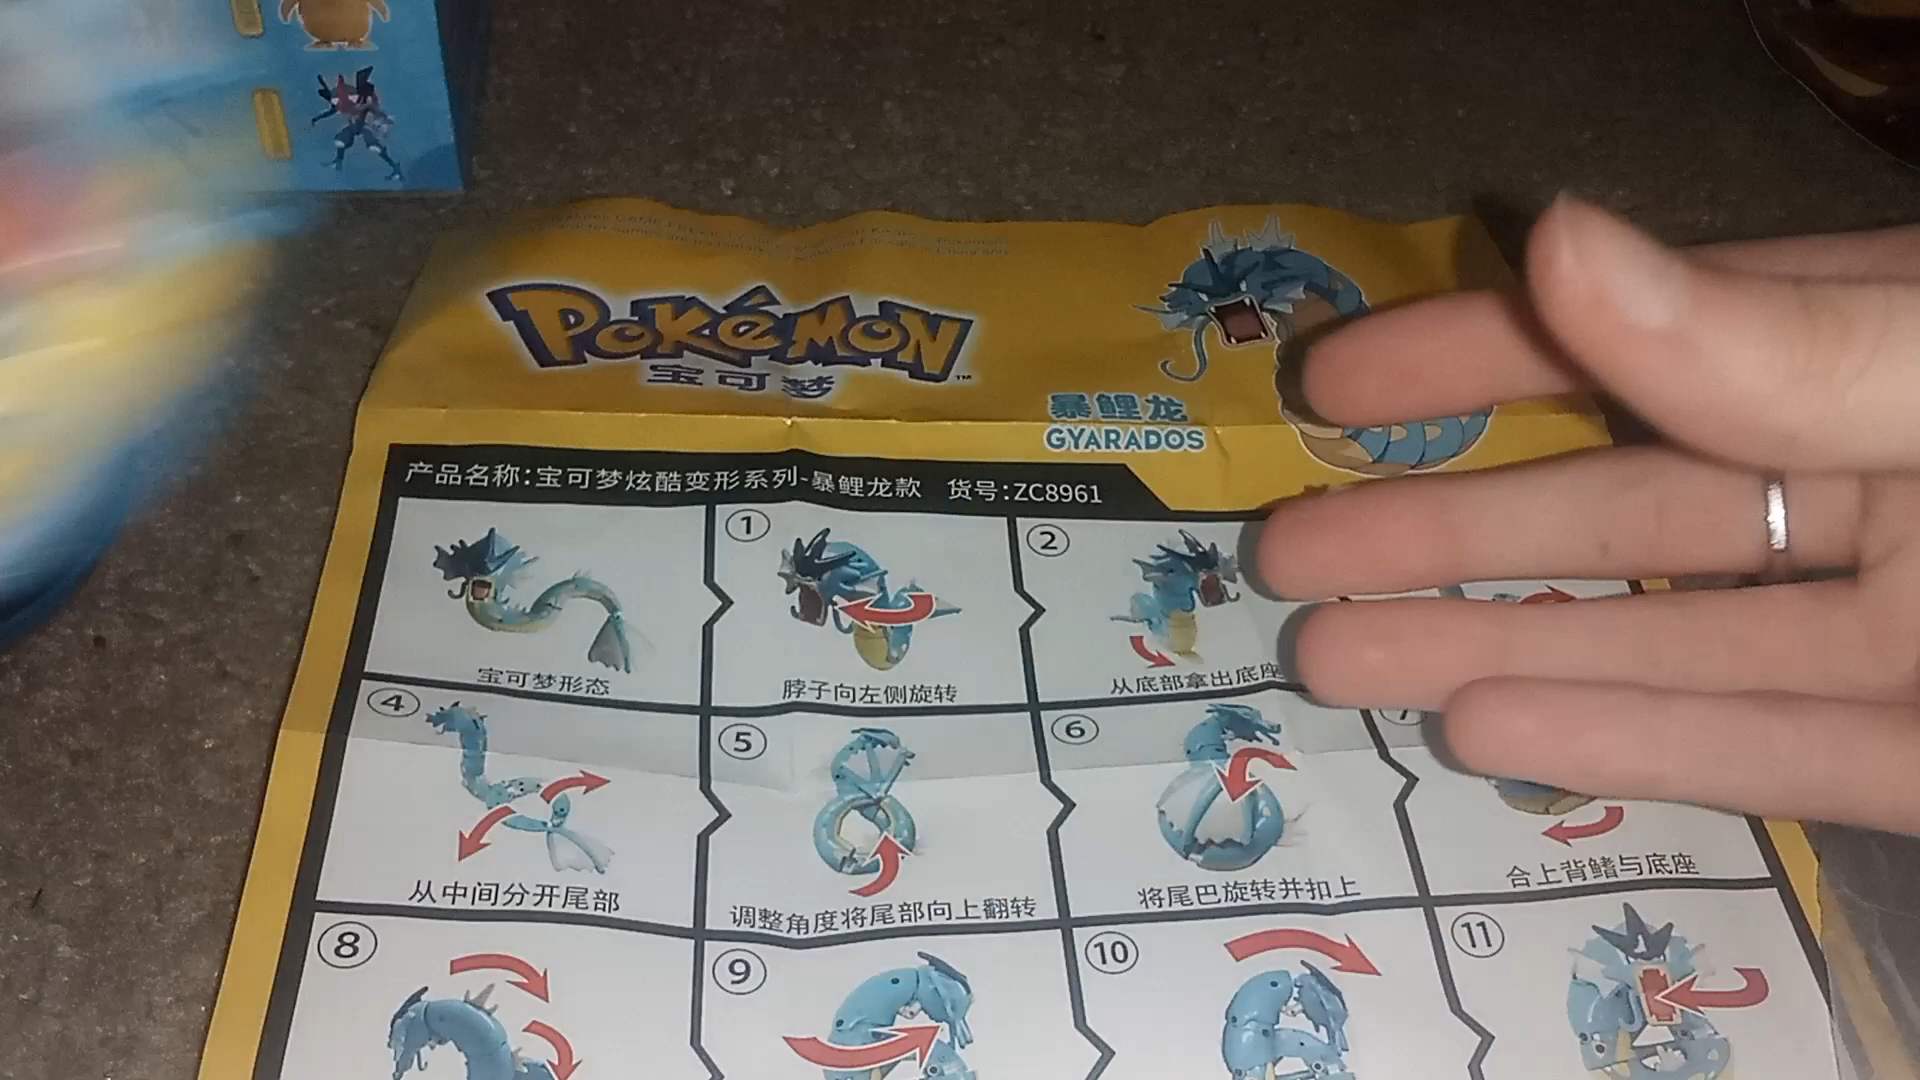 Pokémon
宝可梦
TM
暴鲤龙
GYARADOS
产品名称:宝可梦炫酷变形系列-暴鲤龙款 货号:ZC8961
宝可梦形态
①
脖子向左侧旋转
②
从底部拿出底座
④
从中间分开尾部
⑤
调整角度将尾部向上翻转
⑥
将尾巴旋转并扣上
⑦
合上背鳍与底座
⑧
⑨
⑩
⑪